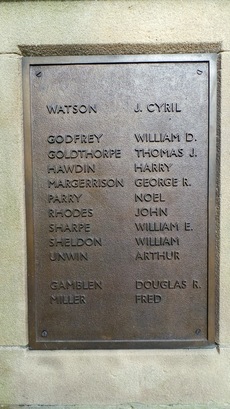 WATSON J. CYRIL
GODFREY WILLIAM D.
GOLDTHORPE THOMAS J.
HAWDIN HARRY
MARGERRISON GEORGE R.
PARRY NOEL
RHODES JOHN
SHARPE WILLIAM E.
SHELDON WILLIAM
UNWIN ARTHUR
GAMBLEN DOUGLAS R.
MILLER FRED